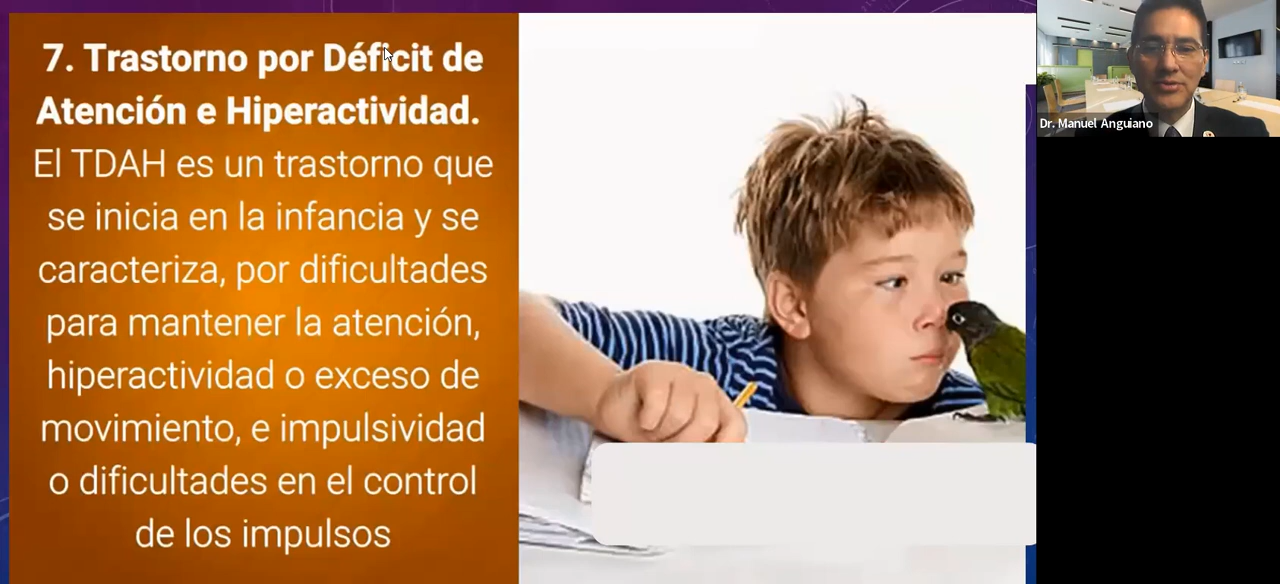 7. Trastorno por Déficit de
Atención e Hiperactividad.
El TDAH es un trastorno que
se inicia en la infancia y se
caracteriza, por dificultades
para mantener la atención,
hiperactividad o exceso de
movimiento, e impulsividad
o dificultades en el control
de los impulsos
Dr. Manuel Anguiano